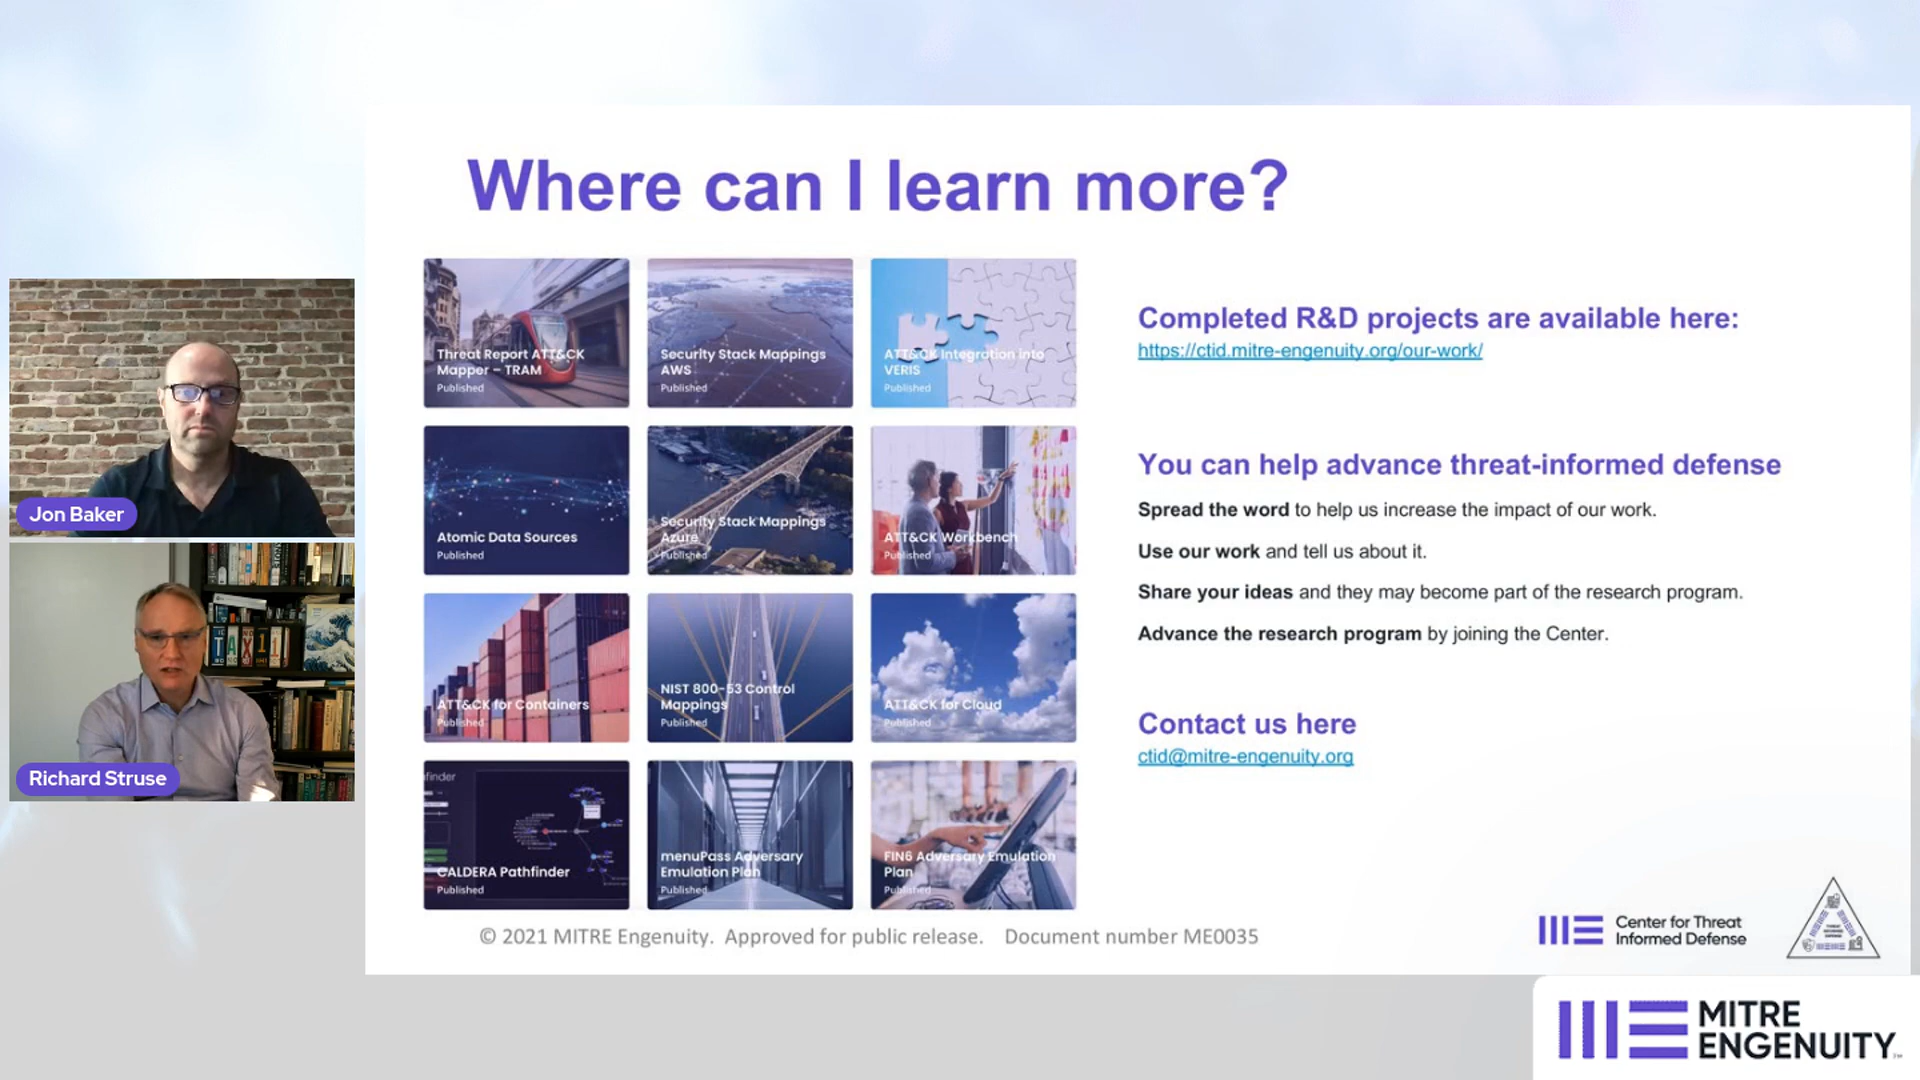 Where can I learn more?
Threat Report ATT&CK
Mapper – TRAM
Published
Security Stack Mappings
AWS
Published
ATT&CK Integration into
VERIS
Published
Atomic Data Sources
Published
Security Stack Mappings
Azure
Published
ATT&CK Workbench
Published
ATT&CK for Containers
Published
NIST 800-53 Control
Mappings
Published
ATT&CK for Cloud
Published
CALDERA Pathfinder
Published
menuPass Adversary
Emulation Plan
Published
FIN6 Adversary Emulation
Plan
Published
Completed R&D projects are available here:
https://ctid.mitre-engenuity.org/our-work/
You can help advance threat-informed defense
Spread the word to help us increase the impact of our work.
Use our work and tell us about it.
Share your ideas and they may become part of the research program.
Advance the research program by joining the Center.
Contact us here
ctid@mitre-engenuity.org
Jon Baker
Richard Struse
© 2021 MITRE Engenuity. Approved for public release. Document number ME0035
Center for Threat
Informed Defense
MITRE
ENGENUITY